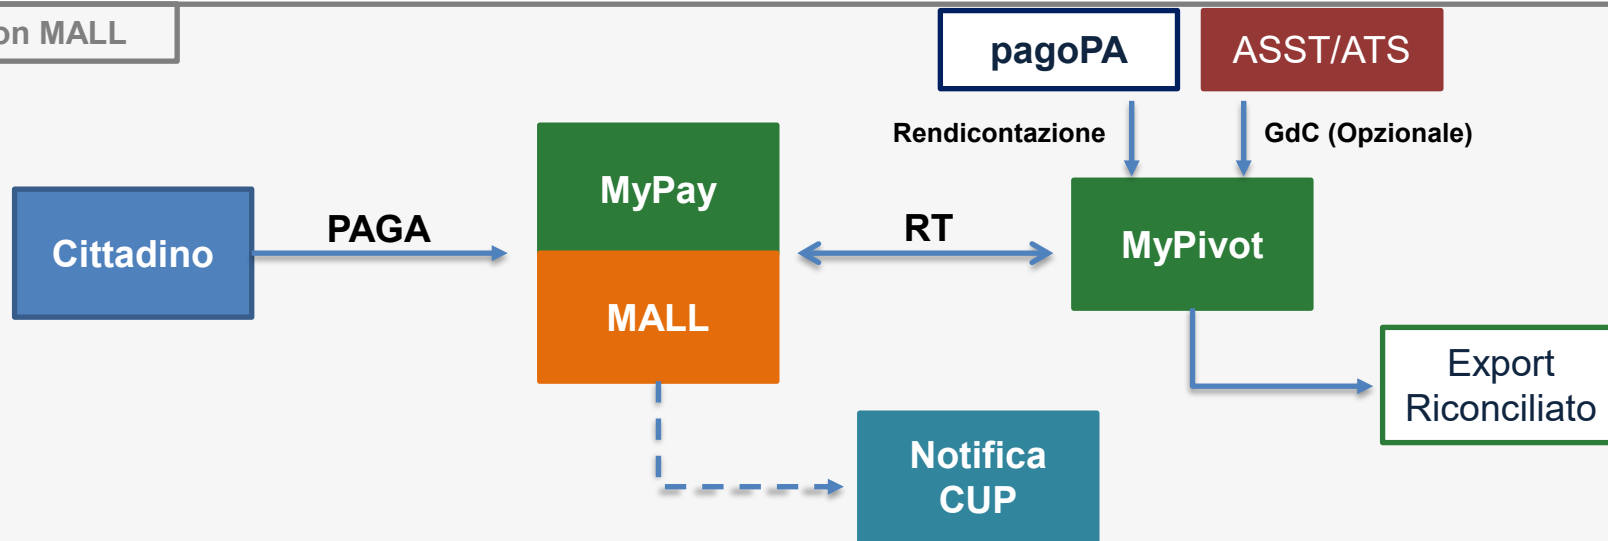 on MALL
pagoPA
ASST/ATS
Rendicontazione
GdC (Opzionale)
MyPay
Cittadino
PAGA
RT
MyPivot
MALL
Export
Riconciliato
Notifica
CUP